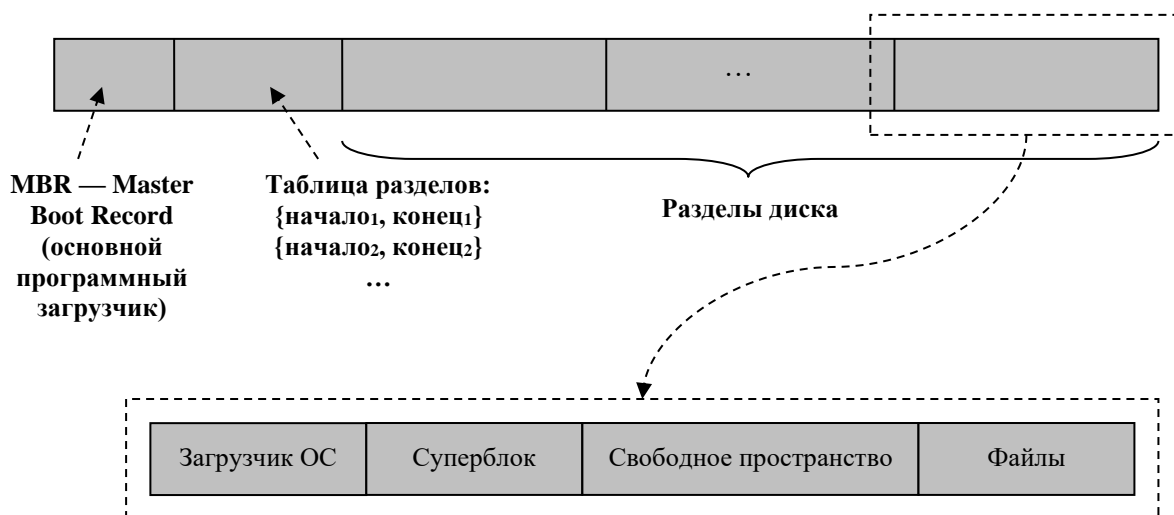 …
MBR — Master
Boot Record
(основной
программный
загрузчик)
Таблица разделов:
{начало₁, конец₁}
{начало₂, конец₂}
…
Разделы диска
Загрузчик ОС
Суперблок
Свободное пространство
Файлы